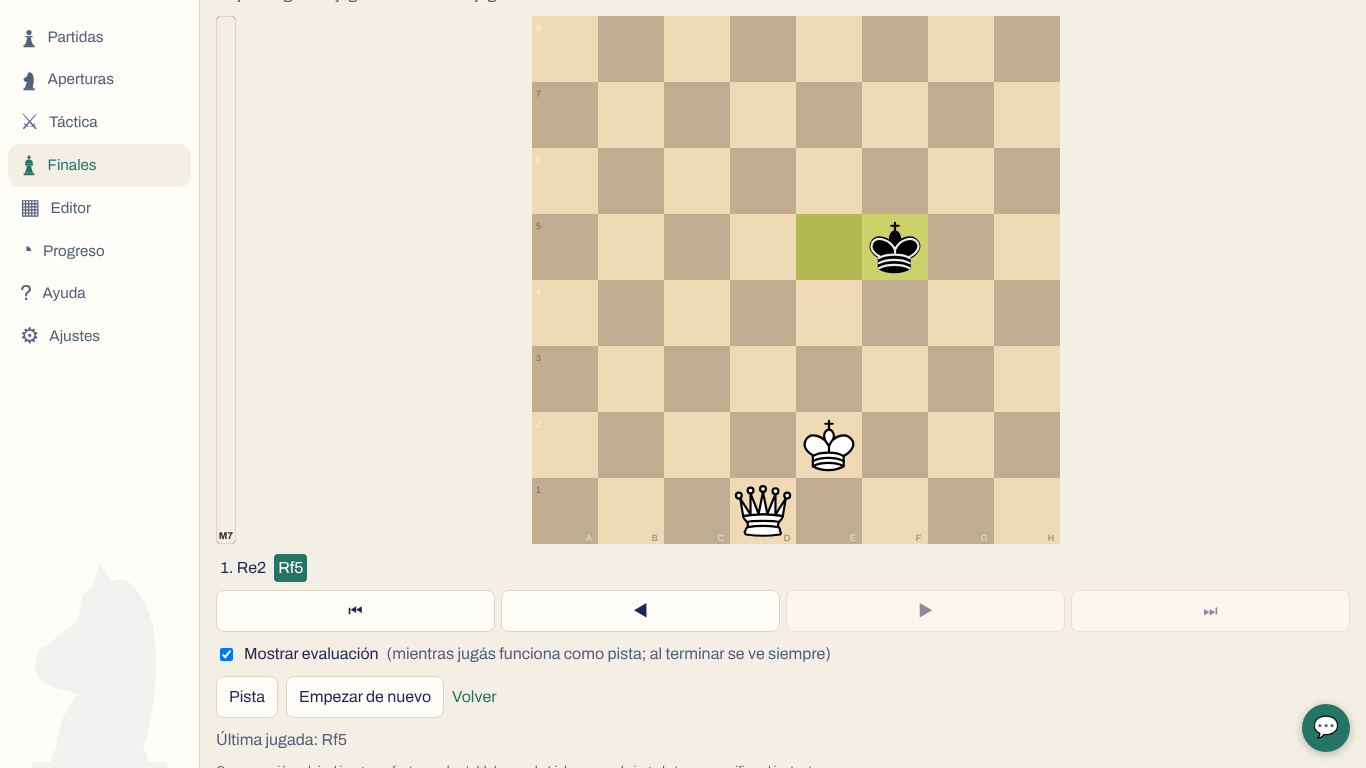 Partidas
Aperturas
Táctica
Finales
Editor
Progreso
? Ayuda
Ajustes
8
7
6
5
4
3
2
1
A B C D E F G H
M7
1. Re2 Rf5
Mostrar evaluación (mientras jugás funciona como pista; al terminar se ve siempre)
Pista Empezar de nuevo Volver
Última jugada: Rf5